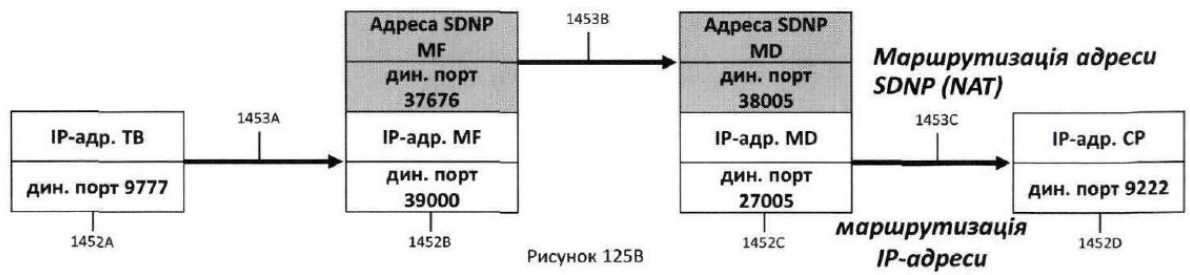 Адреса SDNP
MF
дин. порт
37676
IP-адр. MF
дин. порт
39000
1453B
Адреса SDNP
MD
дин. порт
38005
IP-адр. MD
дин. порт
27005
Маршрутизація адреси
SDNP (NAT)
1453A
1453C
IP-адр. ТВ
дин. порт 9777
IP-адр. CP
дин. порт 9222
1452A
1452B
1452C
1452D
маршрутизація
IP-адреси
Рисунок 125B